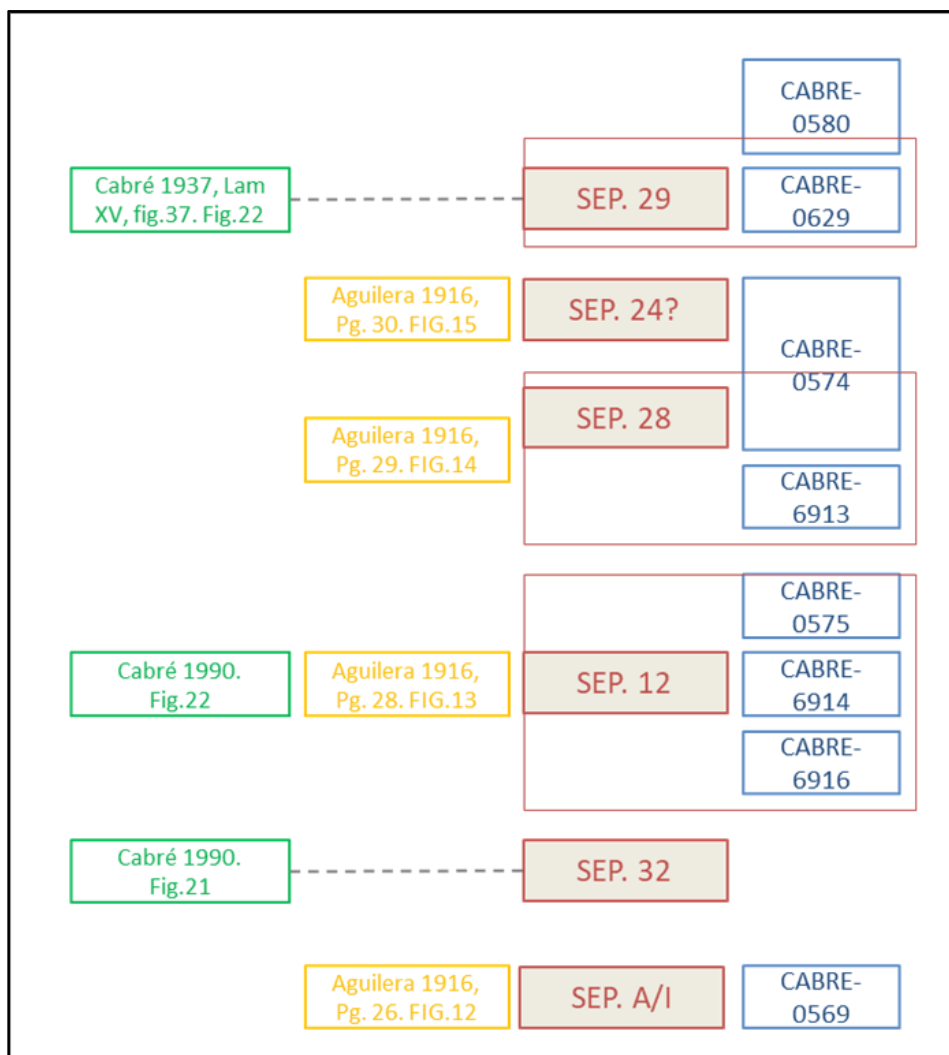 CABRE-
0580
Cabré 1937, Lam
XV, fig.37. Fig.22
SEP. 29
CABRE-
0629
Aguilera 1916,
Pg. 30. FIG.15
SEP. 24?
CABRE-
0574
Aguilera 1916,
Pg. 29. FIG.14
SEP. 28
CABRE-
6913
CABRE-
0575
Cabré 1990.
Fig.22
Aguilera 1916,
Pg. 28. FIG.13
SEP. 12
CABRE-
6914
CABRE-
6916
Cabré 1990.
Fig.21
SEP. 32
Aguilera 1916,
Pg. 26. FIG.12
SEP. A/I
CABRE-
0569